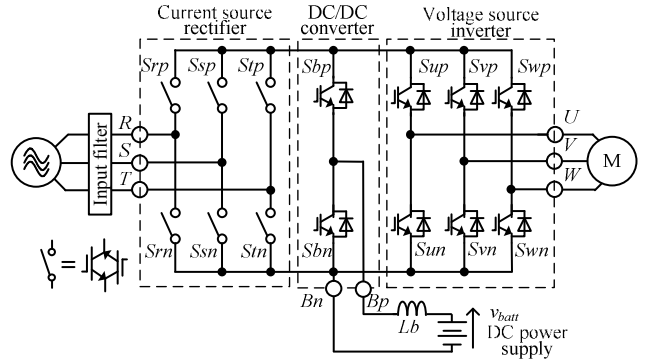 Current source
rectifier
DC/DC
converter
Voltage source
inverter
Srp
Ssp
Stp
Sbp
Sup
Svp
Swp
Input filter
R
S
T
U
V
W
M
Srn
Ssn
Stn
Sbn
Sun
Svn
Swn
=
Bn
Bp
Lb
vbatt
DC power
supply